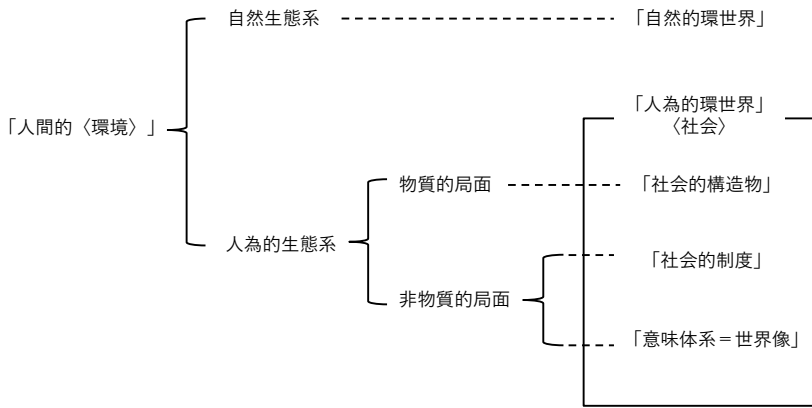 自然生態系
「自然的環世界」
「人為的環世界」
〈社会〉
「人間的〈環境〉」
物質的局面
「社会的構造物」
人為的生態系
「社会的制度」
非物質的局面
「意味体系＝世界像」